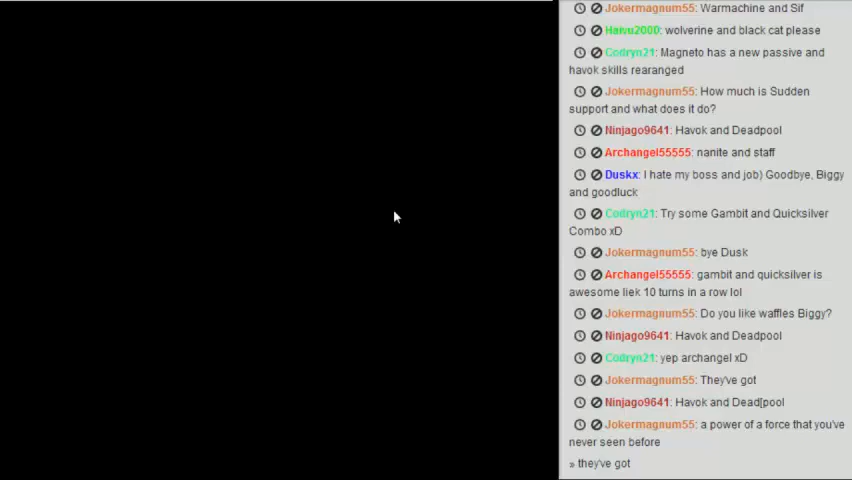 Jokermagnum55: Warmachine and Sif
Haivu2000: wolverine and black cat please
Codryn21: Magneto has a new passive and
havok skills rearanged
Jokermagnum55: How much is Sudden
support and what does it do?
Ninjago9641: Havok and Deadpool
Archangel55555: nanite and staff
Duskx: I hate my boss and job) Goodbye, Biggy
and goodluck
Codryn21: Try some Gambit and Quicksilver
Combo xD
Jokermagnum55: bye Dusk
Archangel55555: gambit and quicksilver is
awesome liek 10 turns in a row lol
Jokermagnum55: Do you like waffles Biggy?
Ninjago9641: Havok and Deadpool
Codryn21: yep archangel xD
Jokermagnum55: They've got
Ninjago9641: Havok and Dead[pool
Jokermagnum55: a power of a force that you've
never seen before
» they've got